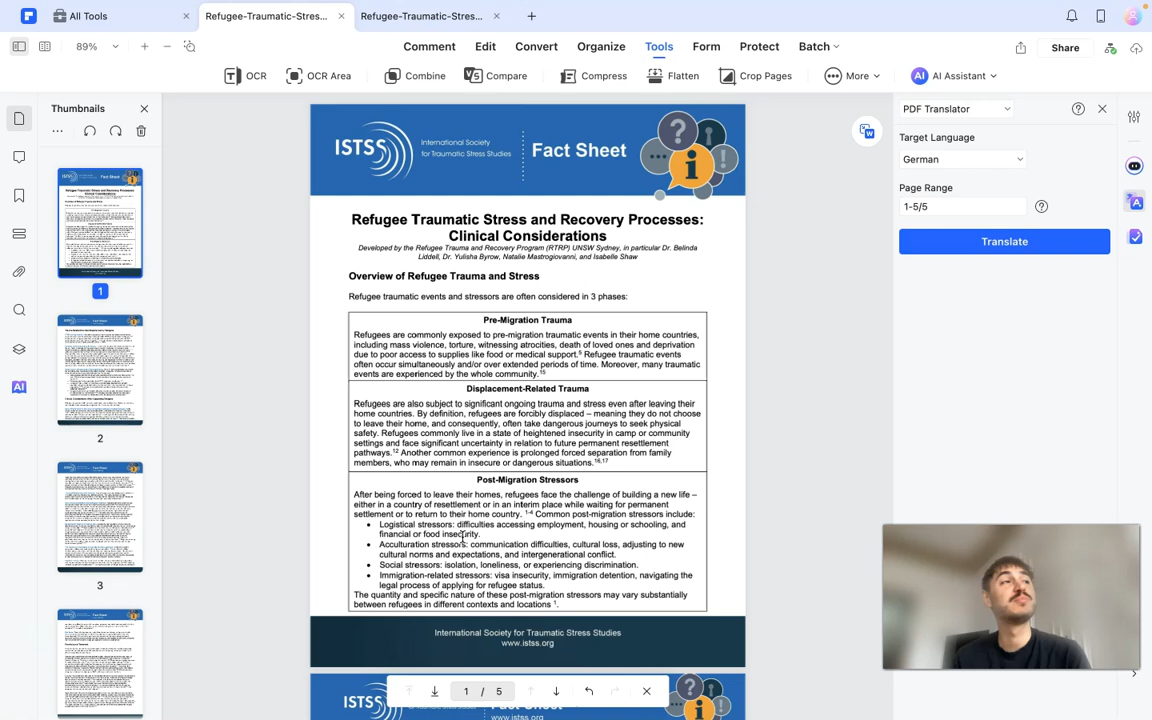 All Tools
Refugee-Traumatic-Stres...
Refugee-Traumatic-Stres...
89%
Comment
Edit
Convert
Organize
Tools
Form
Protect
Batch
Share
OCR
OCR Area
Combine
Compare
Compress
Flatten
Crop Pages
More
AI Assistant
Thumbnails
1
2
3
AI
ISTSS
International Society
for Traumatic Stress Studies
Fact Sheet
Refugee Traumatic Stress and Recovery Processes:
Clinical Considerations
Developed by the Refugee Trauma and Recovery Program (RTRP) UNSW Sydney, in particular Dr. Belinda
Liddell, Dr. Yulisha Byrow, Natalie Mastrogiovanni, and Isabelle Shaw
Overview of Refugee Trauma and Stress
Refugee traumatic events and stressors are often considered in 3 phases:
Pre-Migration Trauma
Refugees are commonly exposed to pre-migration traumatic events in their home countries,
including mass violence, torture, witnessing atrocities, death of loved ones and deprivation
due to poor access to supplies like food or medical support.5 Refugee traumatic events
often occur simultaneously and/or over extended periods of time. Moreover, many traumatic
events are experienced by the whole community.15
Displacement-Related Trauma
Refugees are also subject to significant ongoing trauma and stress even after leaving their
home countries. By definition, refugees are forcibly displaced – meaning they do not choose
to leave their home, and consequently, often take dangerous journeys to seek physical
safety. Refugees commonly live in a state of heightened insecurity in camp or community
settings and face significant uncertainty in relation to future permanent resettlement
pathways.12 Another common experience is prolonged forced separation from family
members, who may remain in insecure or dangerous situations.16,17
Post-Migration Stressors
After being forced to leave their homes, refugees face the challenge of building a new life –
either in a country of resettlement or in an interim place while waiting for permanent
settlement or to return to their home country. 1-4 Common post-migration stressors include:
• Logistical stressors: difficulties accessing employment, housing or schooling, and
financial or food insecurity.
• Acculturation stressors: communication difficulties, cultural loss, adjusting to new
cultural norms and expectations, and intergenerational conflict.
• Social stressors: isolation, loneliness, or experiencing discrimination.
• Immigration-related stressors: visa insecurity, immigration detention, navigating the
legal process of applying for refugee status.
The quantity and specific nature of these post-migration stressors may vary substantially
between refugees in different contexts and locations 1.
International Society for Traumatic Stress Studies
www.istss.org
1 / 5
www.istss.org
PDF Translator
Target Language
German
Page Range
1-5/5
Translate